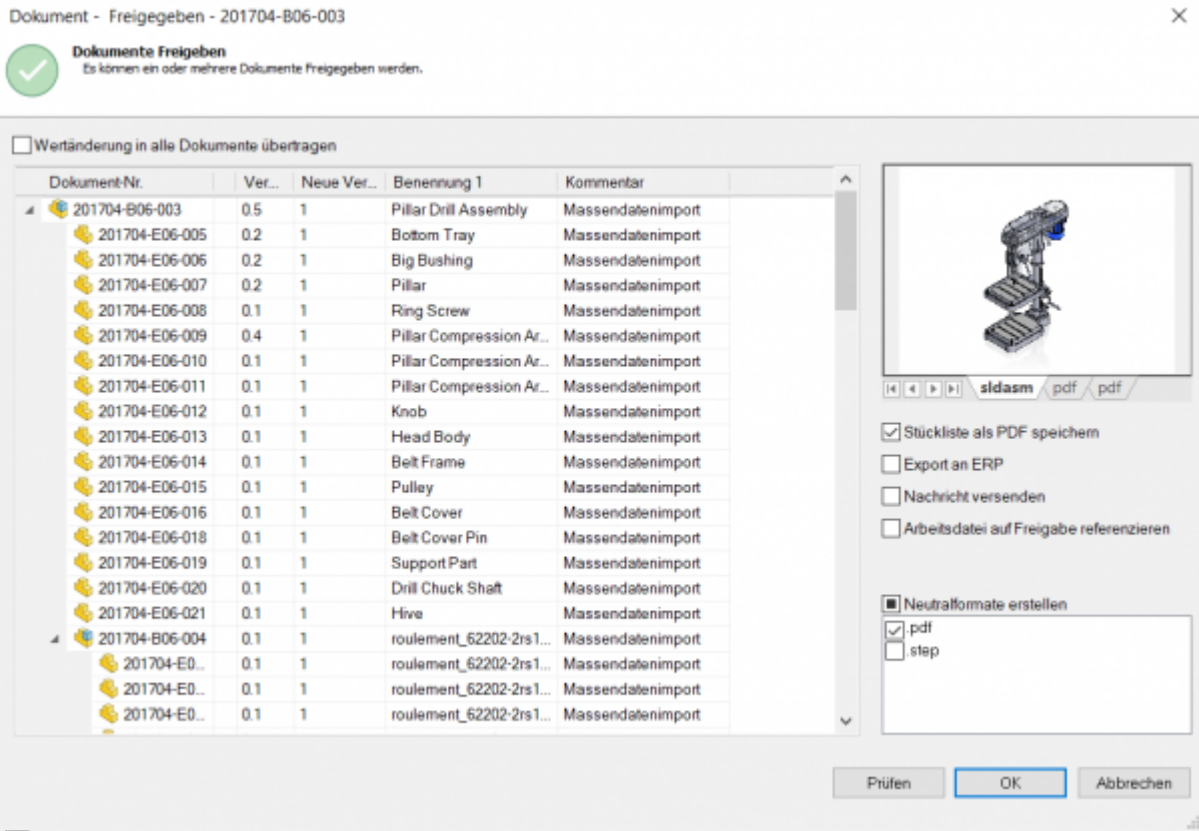 Dokument - Freigegeben - 201704-B06-003
Dokumente Freigeben
Es können ein oder mehrere Dokumente Freigegeben werden.
Wertänderung in alle Dokumente übertragen
Dokument-Nr. Ver... Neue Ver... Benennung 1 Kommentar
201704-B06-003 0.5 1 Pillar Drill Assembly Massendatenimport
201704-E06-005 0.2 1 Bottom Tray Massendatenimport
201704-E06-006 0.2 1 Big Bushing Massendatenimport
201704-E06-007 0.2 1 Pillar Massendatenimport
201704-E06-008 0.1 1 Ring Screw Massendatenimport
201704-E06-009 0.4 1 Pillar Compression Ar... Massendatenimport
201704-E06-010 0.1 1 Pillar Compression Ar... Massendatenimport
201704-E06-011 0.1 1 Pillar Compression Ar... Massendatenimport
201704-E06-012 0.1 1 Knob Massendatenimport
201704-E06-013 0.1 1 Head Body Massendatenimport
201704-E06-014 0.1 1 Belt Frame Massendatenimport
201704-E06-015 0.1 1 Pulley Massendatenimport
201704-E06-016 0.1 1 Belt Cover Massendatenimport
201704-E06-018 0.1 1 Belt Cover Pin Massendatenimport
201704-E06-019 0.1 1 Support Part Massendatenimport
201704-E06-020 0.1 1 Drill Chuck Shaft Massendatenimport
201704-E06-021 0.1 1 Hive Massendatenimport
201704-B06-004 0.1 1 roulement_62202-2rs1... Massendatenimport
201704-E0... 0.1 1 roulement_62202-2rs1... Massendatenimport
201704-E0... 0.1 1 roulement_62202-2rs1... Massendatenimport
201704-E0... 0.1 1 roulement_62202-2rs1... Massendatenimport
sldasm pdf pdf
Stückliste als PDF speichern
Export an ERP
Nachricht versenden
Arbeitsdatei auf Freigabe referenzieren
Neutralformate erstellen
.pdf
.step
Prüfen OK Abbrechen